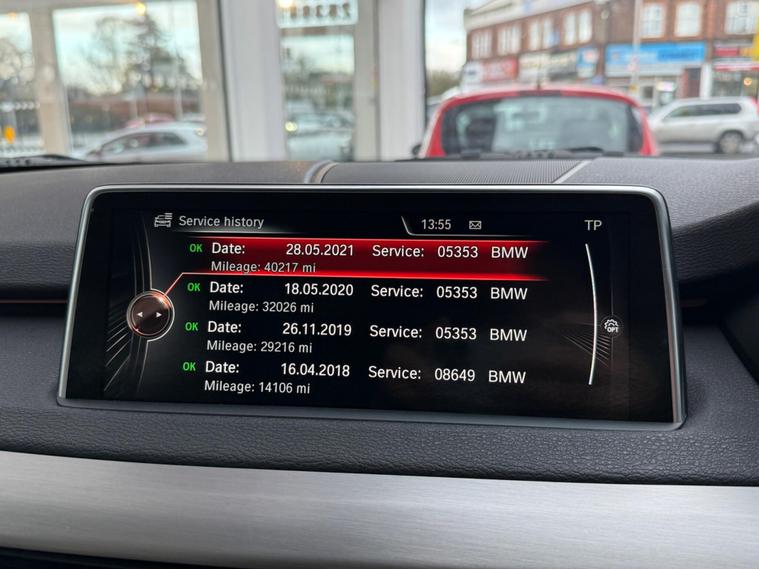 Service history
13:55
TP
OK Date: 28.05.2021 Service: 05353 BMW
Mileage: 40217 mi
OK Date: 18.05.2020 Service: 05353 BMW
Mileage: 32026 mi
OPT
OK Date: 26.11.2019 Service: 05353 BMW
Mileage: 29216 mi
OK Date: 16.04.2018 Service: 08649 BMW
Mileage: 14106 mi